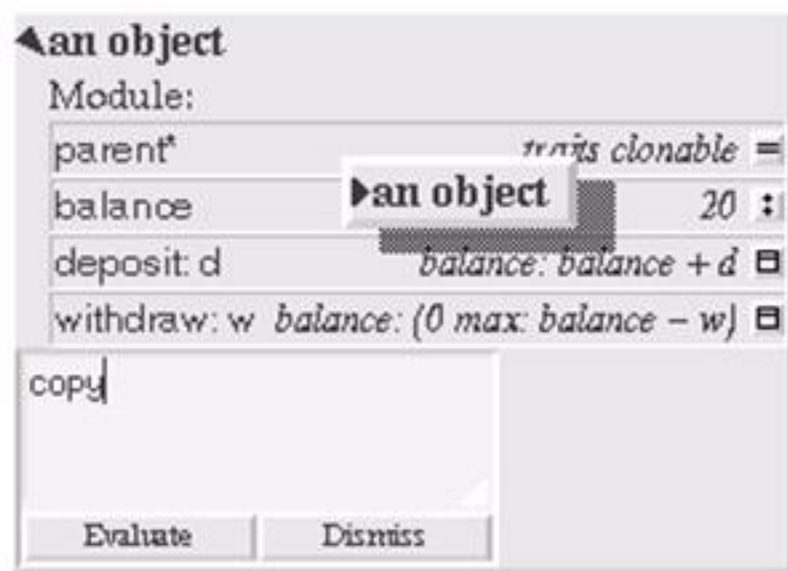 an object
Module:
parent* traits clonable =
an object
balance 20 :
deposit: d balance: balance + d
withdraw: w balance: (0 max: balance – w)
copy
Evaluate Dismiss